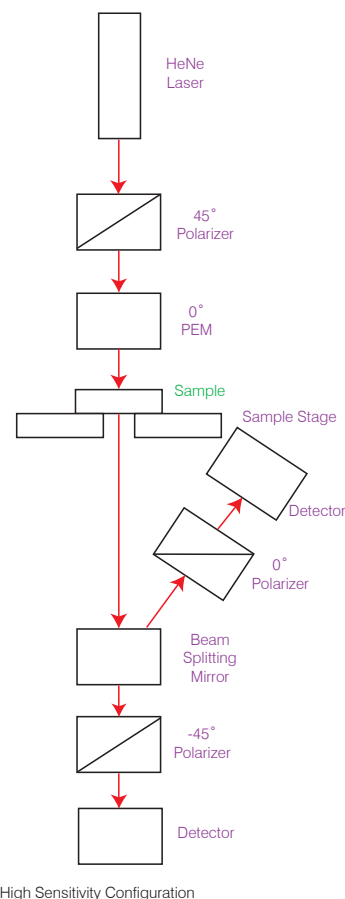 HeNe
Laser
45°
Polarizer
0°
PEM
Sample
Sample Stage
Detector
0°
Polarizer
Beam
Splitting
Mirror
-45°
Polarizer
Detector
High Sensitivity Configuration